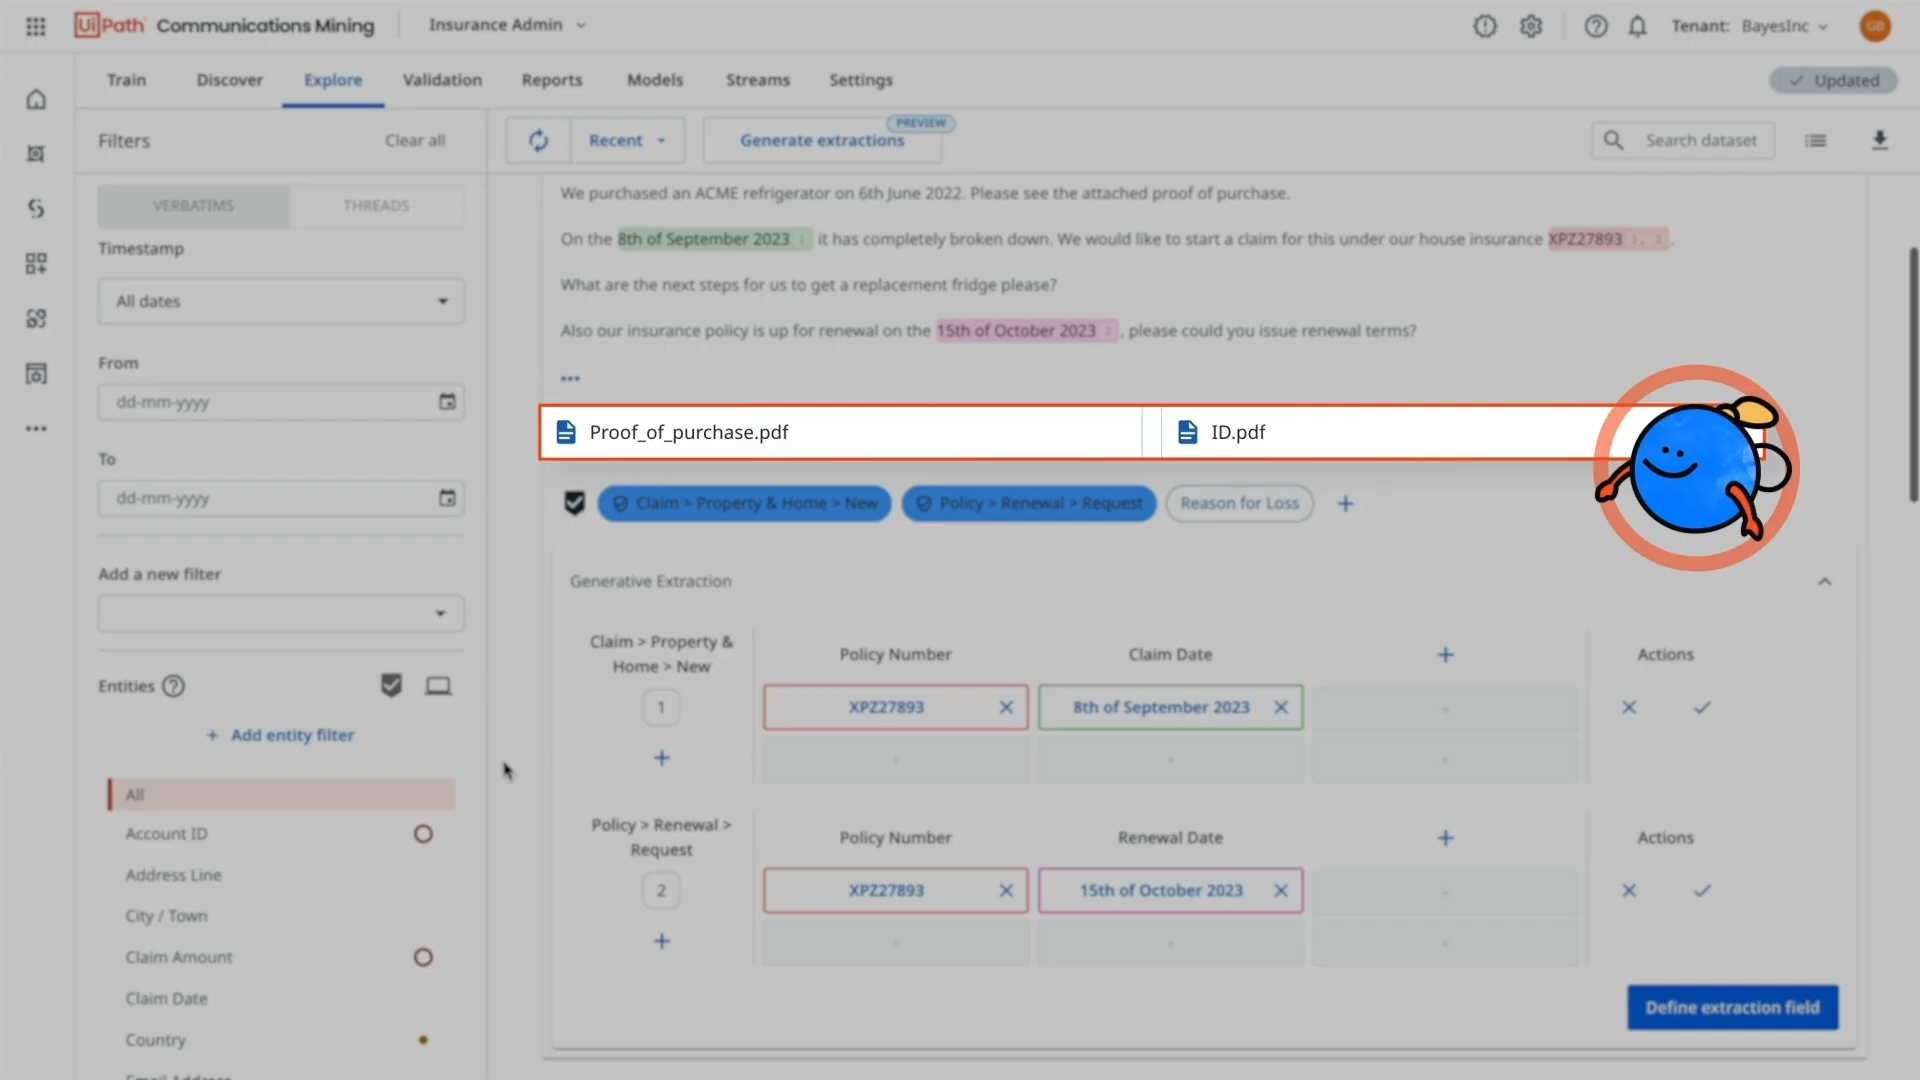 UiPath Communications Mining
Insurance Admin
Tenant: BayesInc
GB
Train Discover Explore Validation Reports Models Streams Settings
Updated
Filters
Clear all
Recent
Generate extractions
PREVIEW
Search dataset
VERBATIMS
THREADS
Timestamp
All dates
From
dd-mm-yyyy
To
dd-mm-yyyy
Add a new filter
Entities
+ Add entity filter
All
Account ID
Address Line
City / Town
Claim Amount
Claim Date
Country
Email Address
We purchased an ACME refrigerator on 6th June 2022. Please see the attached proof of purchase.
On the 8th of September 2023 1 it has completely broken down. We would like to start a claim for this under our house insurance XPZ27893 1, 2 .
What are the next steps for us to get a replacement fridge please?
Also our insurance policy is up for renewal on the 15th of October 2023 2 , please could you issue renewal terms?
...
Proof_of_purchase.pdf
ID.pdf
Claim > Property & Home > New
Policy > Renewal > Request
Reason for Loss
+
Generative Extraction
Claim > Property &
Home > New
Policy Number
Claim Date
+
Actions
1
XPZ27893
8th of September 2023
+
Policy > Renewal >
Request
Policy Number
Renewal Date
+
Actions
2
XPZ27893
15th of October 2023
+
Define extraction field